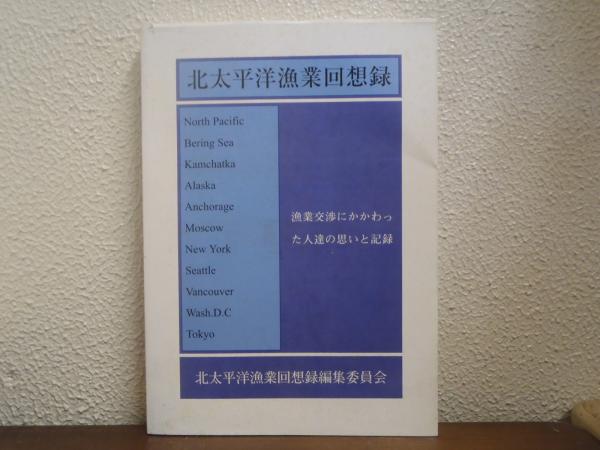 北太平洋漁業回想録
North Pacific
Bering Sea
Kamchatka
Alaska
Anchorage
Moscow
New York
Seattle
Vancouver
Wash.D.C
Tokyo
漁業交渉にかかわっ
た人達の思いと記録
北太平洋漁業回想録編集委員会